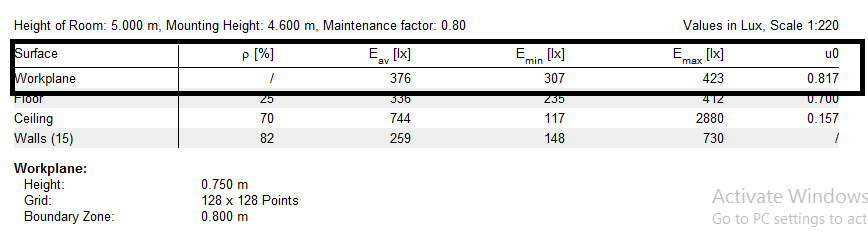 Height of Room: 5.000 m, Mounting Height: 4.600 m, Maintenance factor: 0.80 Values in Lux, Scale 1:220
Surface ρ [%] Eav [lx] Emin [lx] Emax [lx] u0
Workplane / 376 307 423 0.817
Floor 25 336 235 412 0.700
Ceiling 70 744 117 2880 0.157
Walls (15) 82 259 148 730 /
Workplane:
Height: 0.750 m
Grid: 128 x 128 Points
Boundary Zone: 0.800 m
Activate Windows
Go to PC settings to act